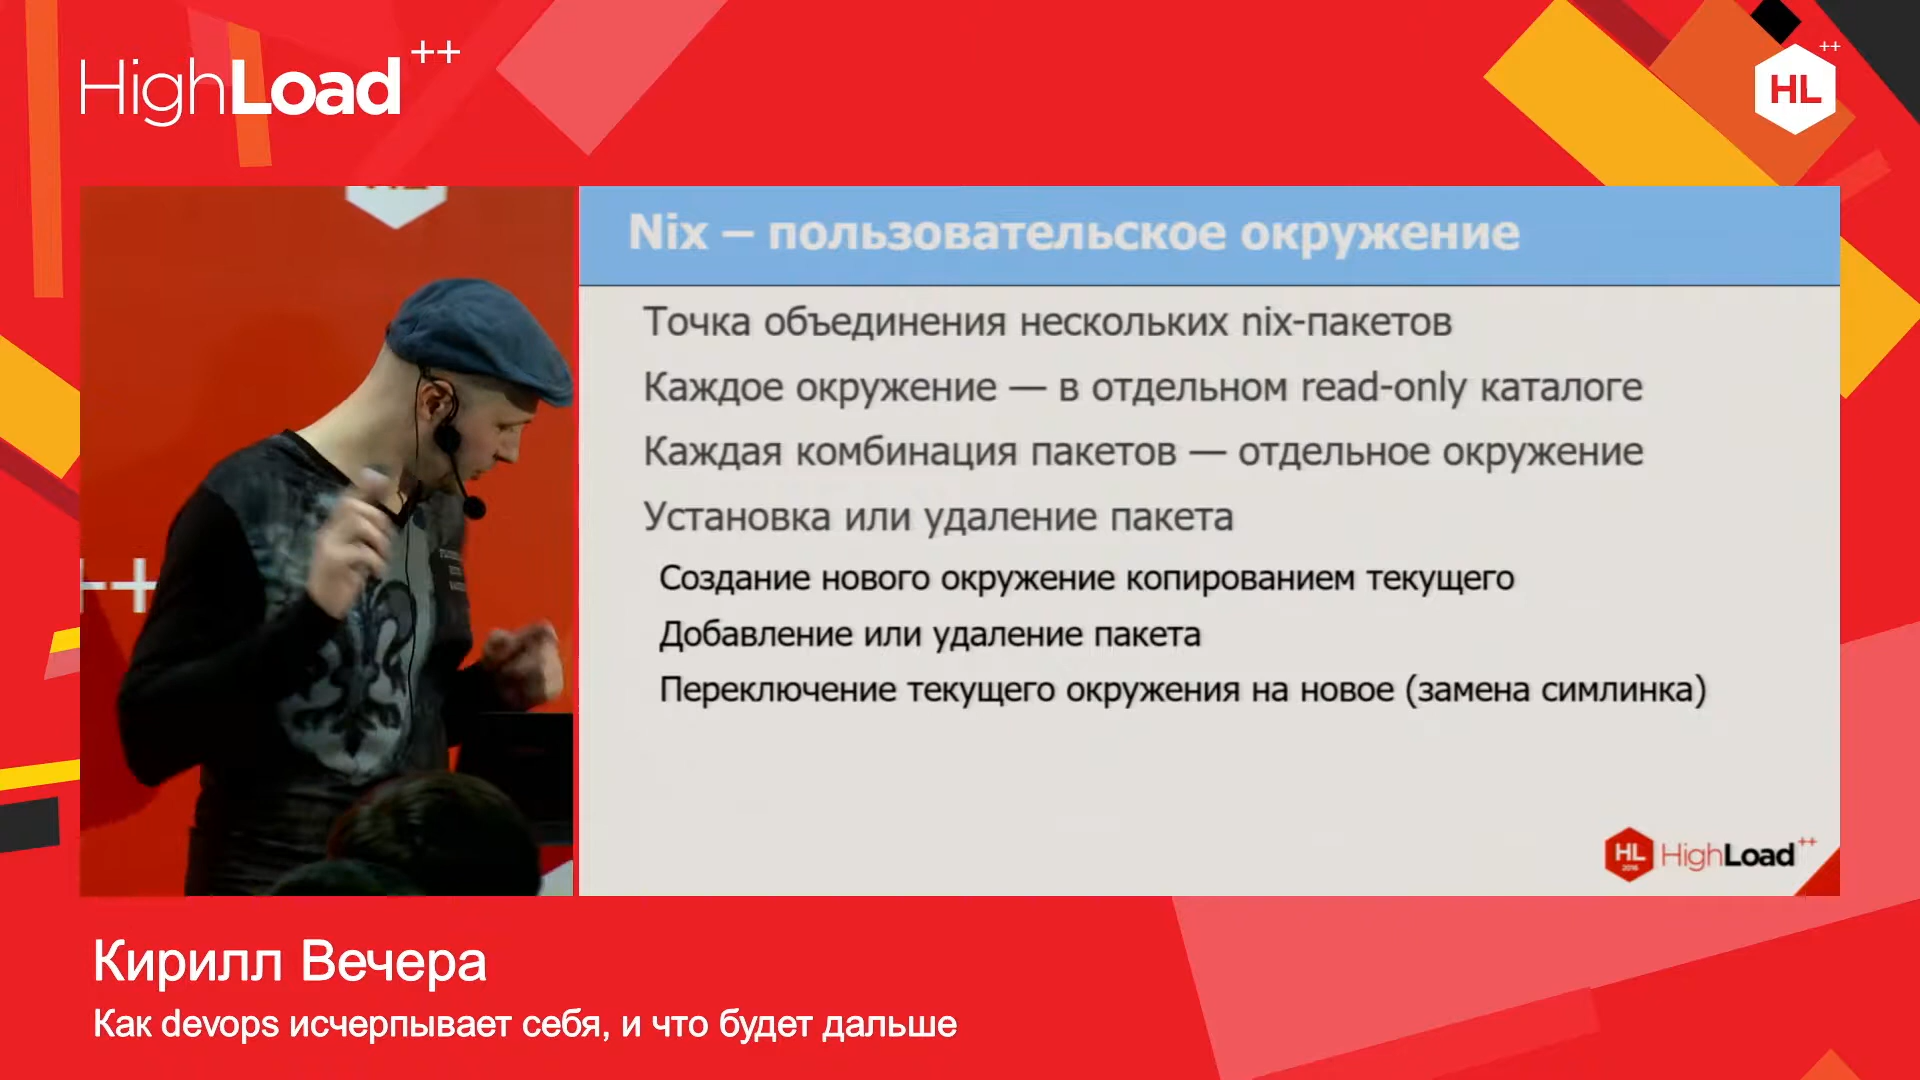 HighLoad++
HL++
Nix – пользовательское окружение
Точка объединения нескольких nix-пакетов
Каждое окружение — в отдельном read-only каталоге
Каждая комбинация пакетов — отдельное окружение
Установка или удаление пакета
Создание нового окружение копированием текущего
Добавление или удаление пакета
Переключение текущего окружения на новое (замена симлинка)
HL
2016
HighLoad++
++
Кирилл Вечера
Как devops исчерпывает себя, и что будет дальше